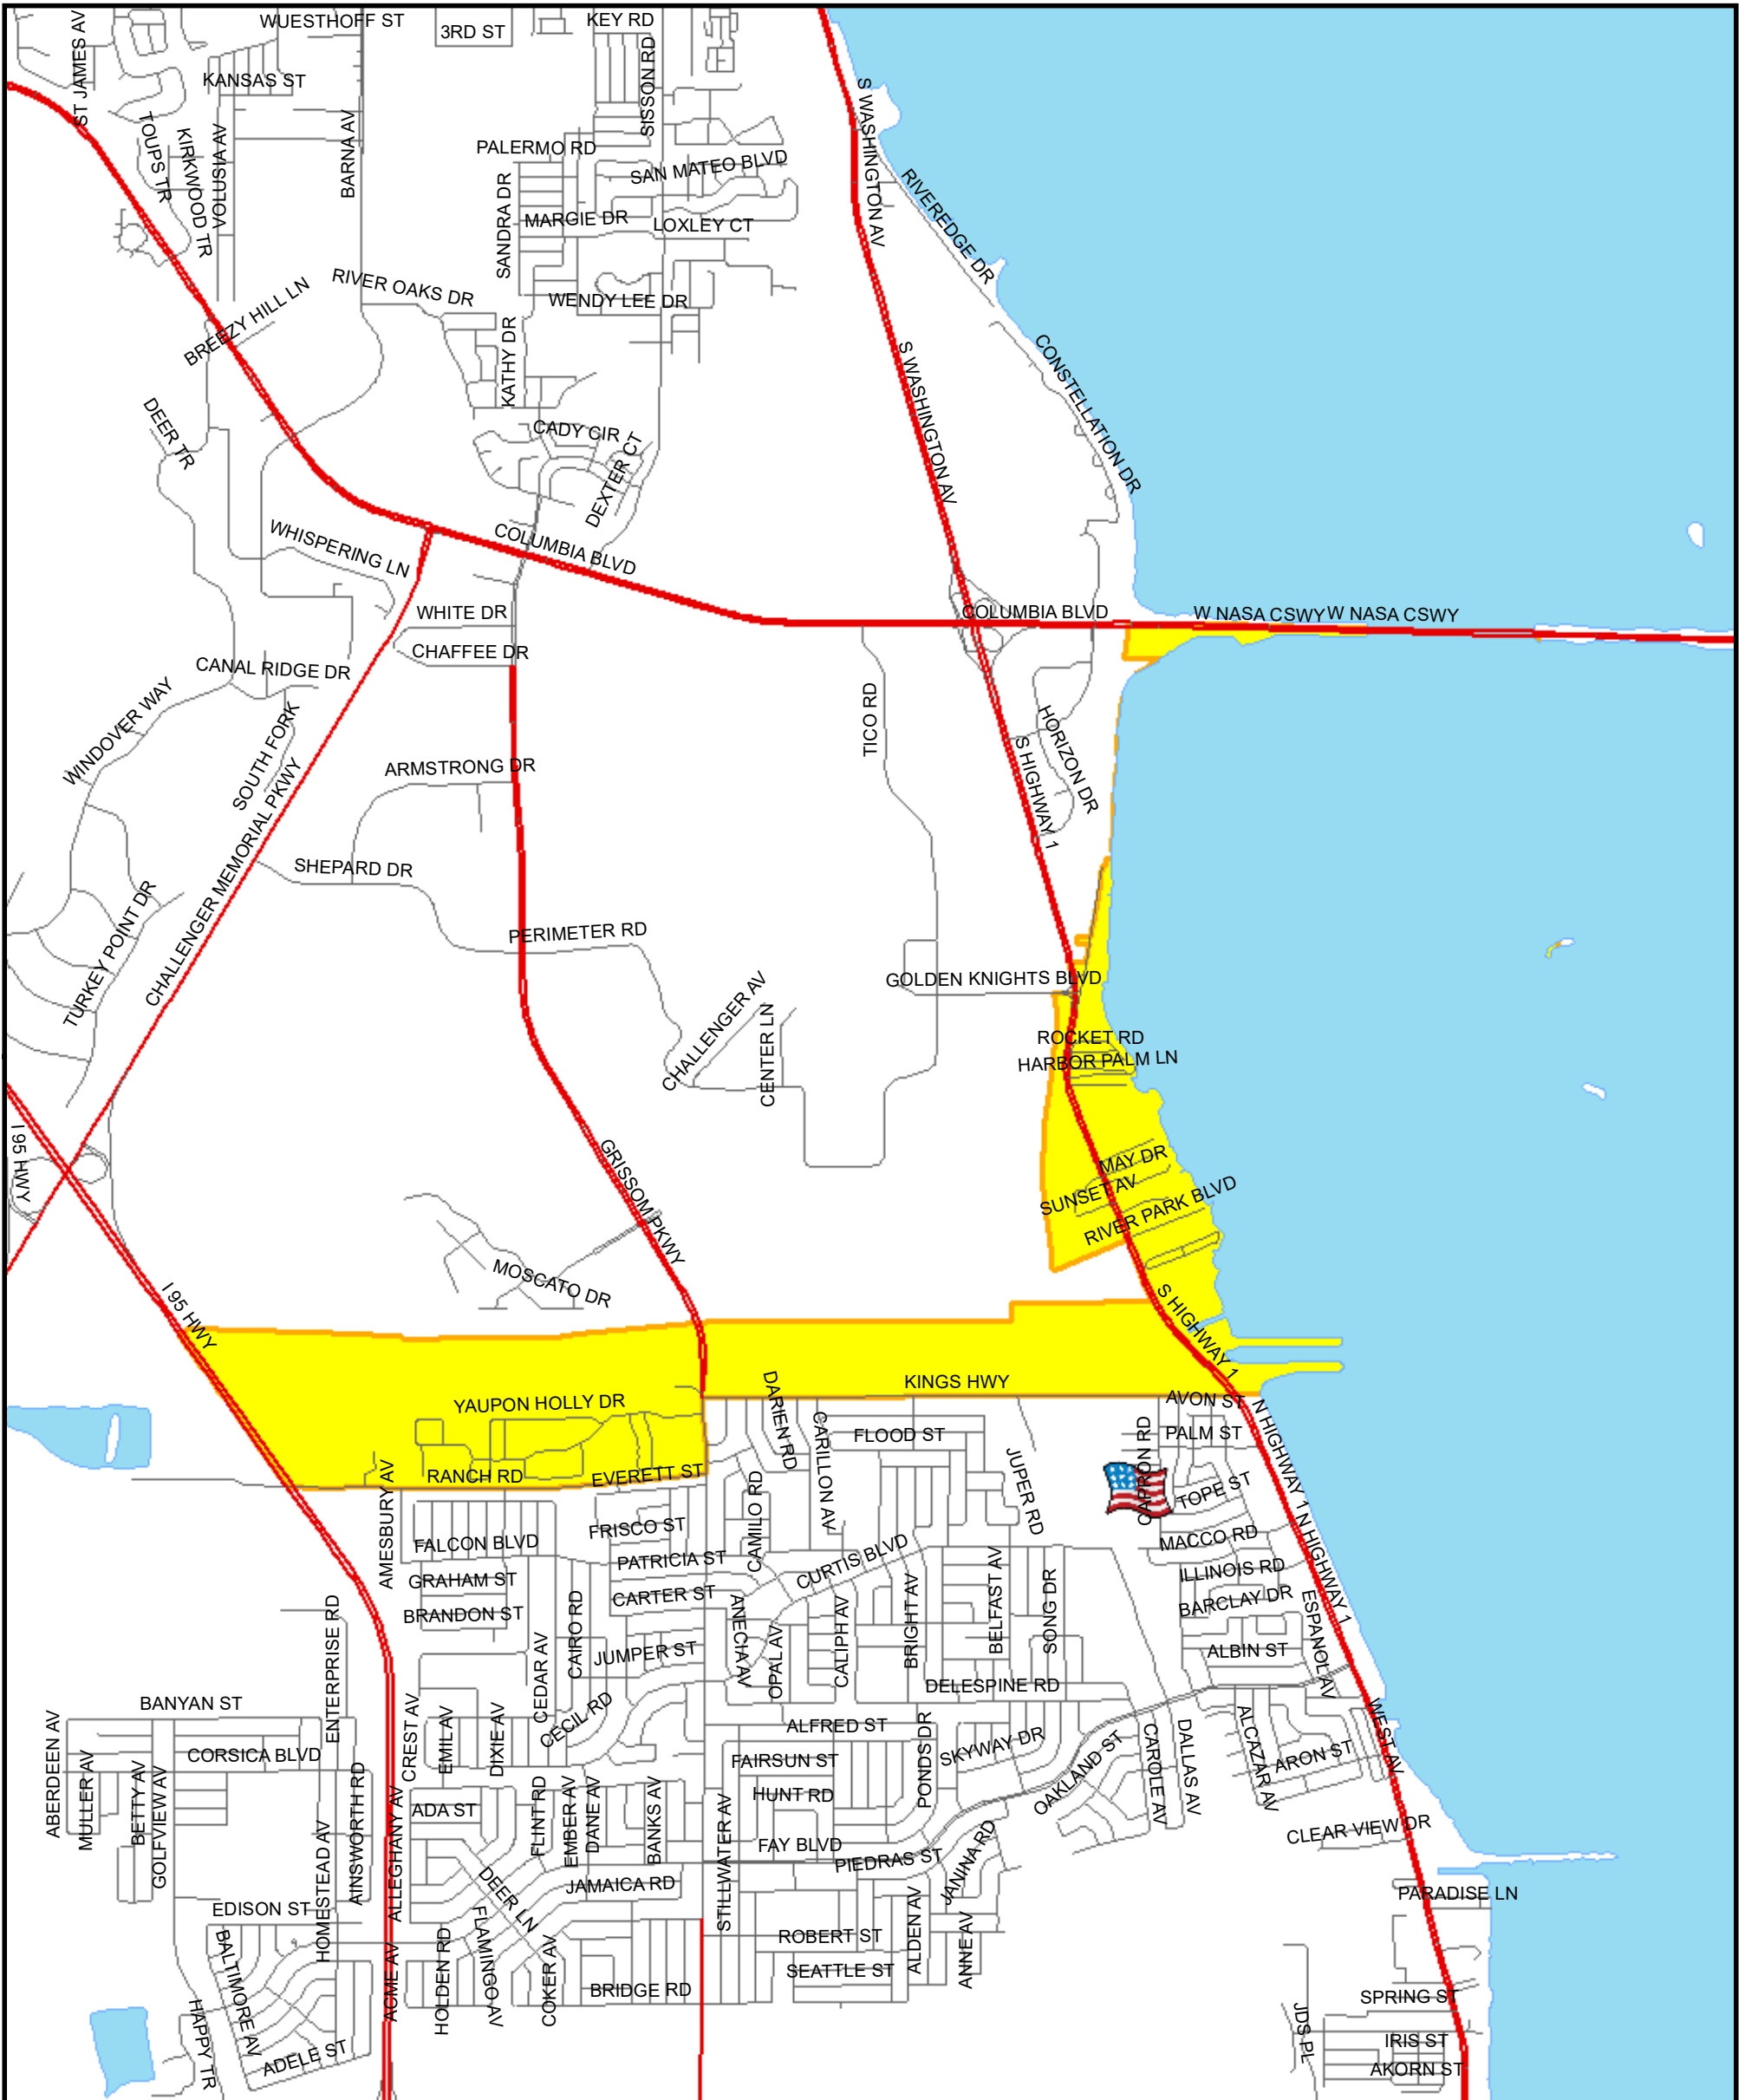 WUESTHOFF ST
3RD ST
KEY RD
ST JAMES AV
KANSAS ST
SISSON RD
S WASHINGTON AV
TOUPS TR
KIRKWOOD TR
VOLUSIA AV
BARNA AV
PALERMO RD
SAN MATEO BLVD
SANDRA DR
MARGIE DR
LOXLEY CT
RIVEREDGE DR
RIVER OAKS DR
WENDY LEE DR
BREEZY HILL LN
KATHY DR
S WASHINGTON AV
CONSTELLATION DR
DEER TR
CADY CIR
DEXTER CT
WHISPERING LN
COLUMBIA BLVD
WHITE DR
COLUMBIA BLVD
W NASA CSWY
W NASA CSWY
CHAFFEE DR
CANAL RIDGE DR
WINDOVER WAY
SOUTH FORK
TICO RD
HORIZON DR
S HIGHWAY 1
ARMSTRONG DR
CHALLENGER MEMORIAL PKWY
SHEPARD DR
TURKEY POINT DR
PERIMETER RD
GOLDEN KNIGHTS BLVD
CHALLENGER AV
CENTER LN
ROCKET RD
HARBOR PALM LN
I 95 HWY
GRISSOM PKWY
MAY DR
SUNSET AV
RIVER PARK BLVD
MOSCATO DR
I 95 HWY
S HIGHWAY 1
KINGS HWY
YAUPON HOLLY DR
DARIEN RD
AVON ST
N HIGHWAY 1
CARILLON AV
FLOOD ST
CAPRON RD
PALM ST
RANCH RD
EVERETT ST
JUPER RD
AMESBURY AV
CAMILO RD
TOPE ST
FRISCO ST
FALCON BLVD
MACCO RD
N HIGHWAY 1
PATRICIA ST
CURTIS BLVD
GRAHAM ST
ILLINOIS RD
CARTER ST
BARCLAY DR
BRANDON ST
ENTERPRISE RD
CAIRO RD
ANECHA AV
CALIPH AV
BRIGHT AV
BELFAST AV
SONG DR
ESPANOL AV
CEDAR AV
JUMPER ST
OPAL AV
ALBIN ST
DELESPINE RD
BANYAN ST
CREST AV
EMIL AV
DIXIE AV
CECIL RD
ALFRED ST
PONDS DR
SKYWAY DR
CAROLE AV
DALLAS AV
ALCAZAR AV
WEST AV
ABERDEEN AV
CORSICA BLVD
FAIRSUN ST
OAKLAND ST
ARON ST
MULLER AV
BETTY AV
GOLFVIEW AV
AINSWORTH RD
HUNT RD
ADA ST
FLINT RD
EMBER AV
DANE AV
BANKS AV
STILLWATER AV
CLEAR VIEW DR
HOMESTEAD AV
ALLEGHANY AV
FAY BLVD
PIEDRAS ST
JANINA RD
DEER LN
JAMAICA RD
PARADISE LN
EDISON ST
FLAMINGO AV
ALDEN AV
ANNE AV
BALTIMORE AV
ROBERT ST
ACME AV
HOLDEN RD
COKER AV
SEATTLE ST
BRIDGE RD
SPRING ST
HAPPY TR
ADELE ST
JDS PL
IRIS ST
AKORN ST